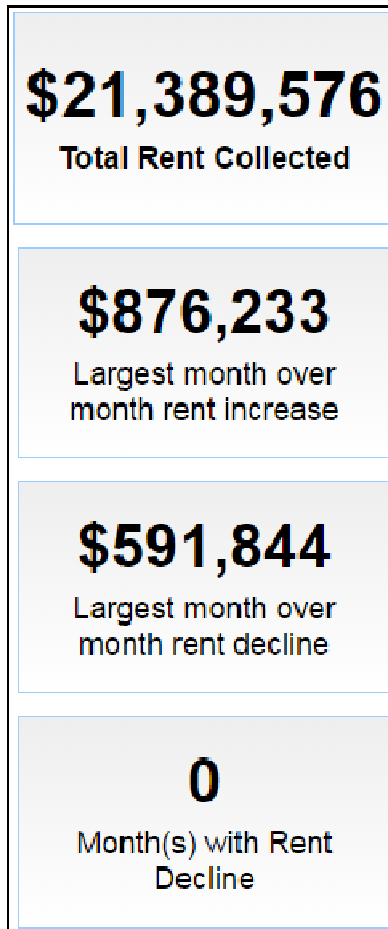 $21,389,576
Total Rent Collected
$876,233
Largest month over
month rent increase
$591,844
Largest month over
month rent decline
0
Month(s) with Rent
Decline